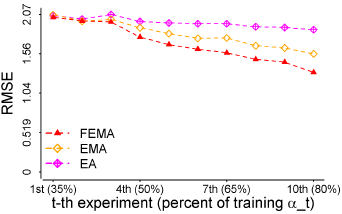 2.07
1.56
1.04
0.519
0
RMSE
FEMA
EMA
EA
1st (35%) 4th (50%) 7th (65%) 10th (80%)
t-th experiment (percent of training α_t)